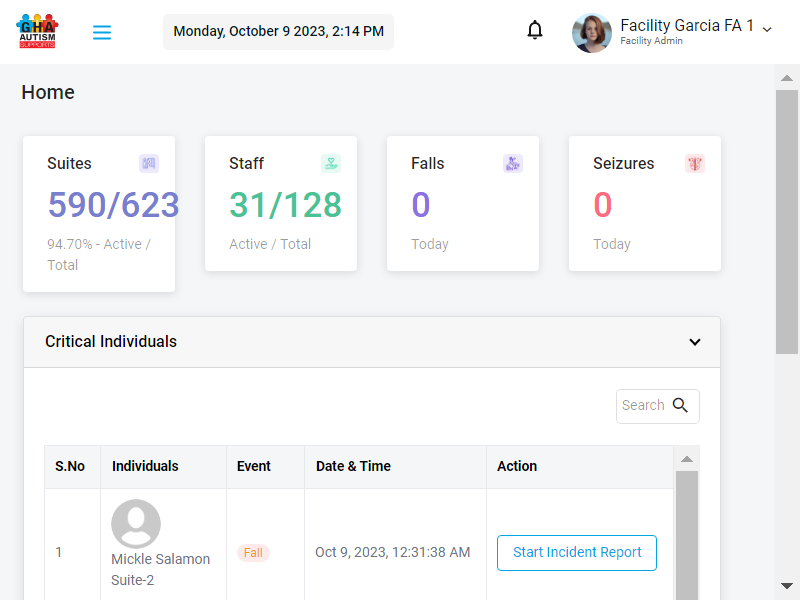 GHA
AUTISM
SUPPORTS
Monday, October 9 2023, 2:14 PM
Facility Garcia FA 1
Facility Admin
Home
Suites
590/623
94.70% - Active /
Total
Staff
31/128
Active / Total
Falls
0
Today
Seizures
0
Today
Critical Individuals
Search
S.No Individuals Event Date & Time Action
1 Mickle Salamon Fall Oct 9, 2023, 12:31:38 AM Start Incident Report
Suite-2